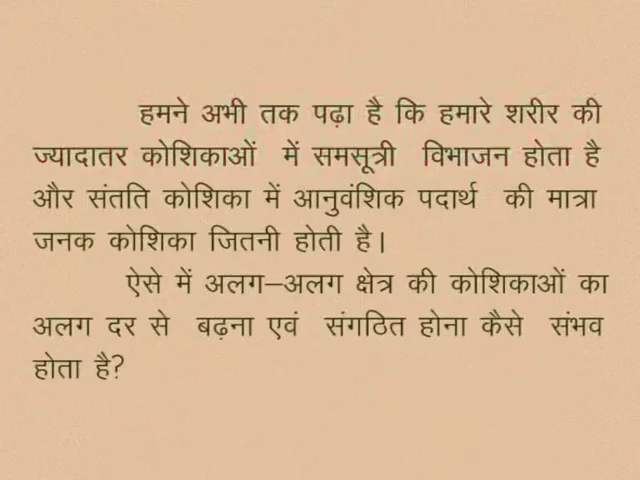 हमने अभी तक पढ़ा है कि हमारे शरीर की
ज्यादातर कोशिकाओं में समसूत्री विभाजन होता है
और संतति कोशिका में आनुवंशिक पदार्थ की मात्रा
जनक कोशिका जितनी होती है।
ऐसे में अलग–अलग क्षेत्र की कोशिकाओं का
अलग दर से बढ़ना एवं संगठित होना कैसे संभव
होता है?